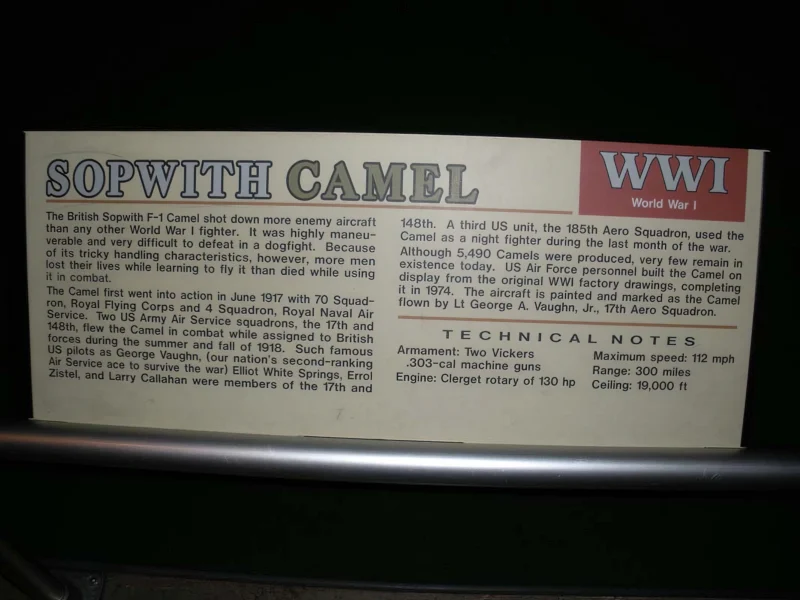 SOPWITH CAMEL
WWI
World War I
The British Sopwith F-1 Camel shot down more enemy aircraft
than any other World War I fighter. It was highly maneu-
verable and very difficult to defeat in a dogfight. Because
of its tricky handling characteristics, however, more men
lost their lives while learning to fly it than died while using
it in combat.
The Camel first went into action in June 1917 with 70 Squad-
ron, Royal Flying Corps and 4 Squadron, Royal Naval Air
Service. Two US Army Air Service squadrons, the 17th and
148th, flew the Camel in combat while assigned to British
forces during the summer and fall of 1918. Such famous
US pilots as George Vaughn, (our nation's second-ranking
Air Service ace to survive the war) Elliot White Springs, Errol
Zistel, and Larry Callahan were members of the 17th and
148th. A third US unit, the 185th Aero Squadron, used the
Camel as a night fighter during the last month of the war.
Although 5,490 Camels were produced, very few remain in
existence today. US Air Force personnel built the Camel on
display from the original WWI factory drawings, completing
it in 1974. The aircraft is painted and marked as the Camel
flown by Lt George A. Vaughn, Jr., 17th Aero Squadron.
TECHNICAL NOTES
Armament: Two Vickers
.303-cal machine guns
Engine: Clerget rotary of 130 hp
Maximum speed: 112 mph
Range: 300 miles
Ceiling: 19,000 ft